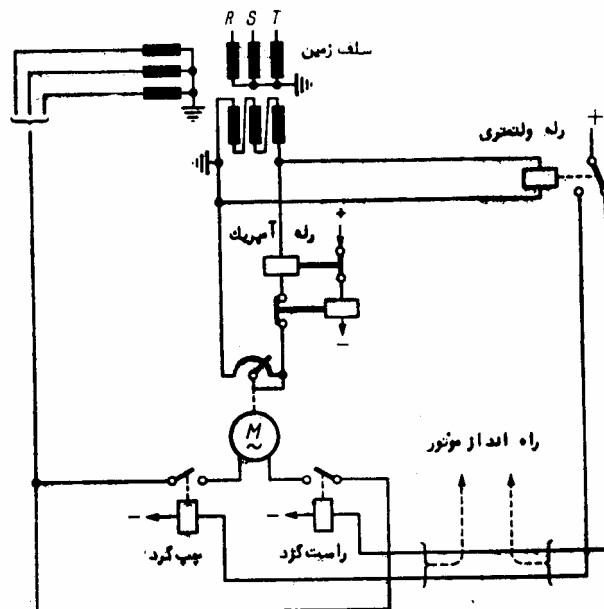 R S T
سلف زمین
رله ولتمتری
+
رله آمپریک
+
−
M
~
راه انداز موتور
−
−
چپ گرد
راست گرد